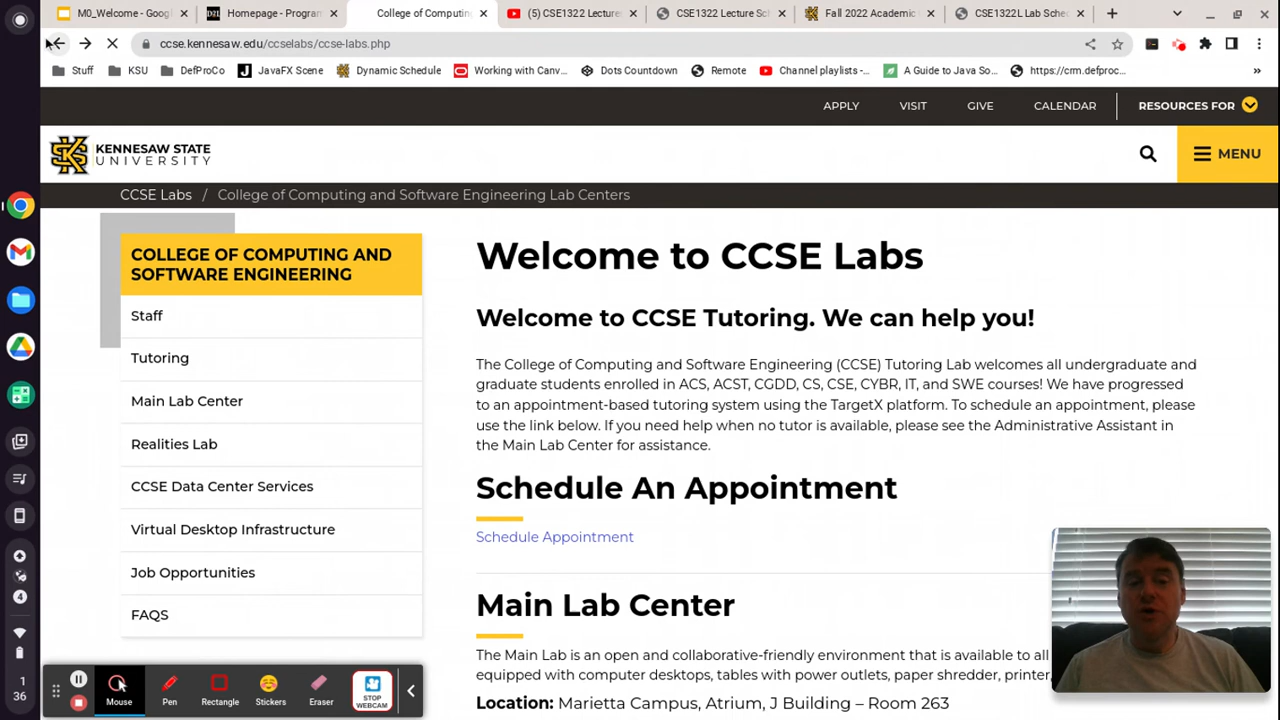 M0_Welcome - Googl
Homepage - Program
College of Computing
(5) CSE1322 Lecture
CSE1322 Lecture S
Fall 2022 Academic
CSE1322L Lab Sche
ccse.kennesaw.edu/ccselabs/ccse-labs.php
Stuff
KSU
DefProCo
JavaFX Scene
Dynamic Schedule
Working with Canv...
Dots Countdown
Remote
Channel playlists -...
A Guide to Java So...
https://crm.defproc...
»
APPLY
VISIT
GIVE
CALENDAR
RESOURCES FOR
KENNESAW STATE
UNIVERSITY
MENU
CCSE Labs / College of Computing and Software Engineering Lab Centers
COLLEGE OF COMPUTING AND
SOFTWARE ENGINEERING
Staff
Tutoring
Main Lab Center
Realities Lab
CCSE Data Center Services
Virtual Desktop Infrastructure
Job Opportunities
FAQS
Welcome to CCSE Labs
Welcome to CCSE Tutoring. We can help you!
The College of Computing and Software Engineering (CCSE) Tutoring Lab welcomes all undergraduate and
graduate students enrolled in ACS, ACST, CGDD, CS, CSE, CYBR, IT, and SWE courses! We have progressed
to an appointment-based tutoring system using the TargetX platform. To schedule an appointment, please
use the link below. If you need help when no tutor is available, please see the Administrative Assistant in
the Main Lab Center for assistance.
Schedule An Appointment
Schedule Appointment
Main Lab Center
The Main Lab is an open and collaborative-friendly environment that is available to all
equipped with computer desktops, tables with power outlets, paper shredder, printer,
Location: Marietta Campus, Atrium, J Building – Room 263
Mouse
Pen
Rectangle
Stickers
Eraser
STOP
WEBCAM
4
1
36